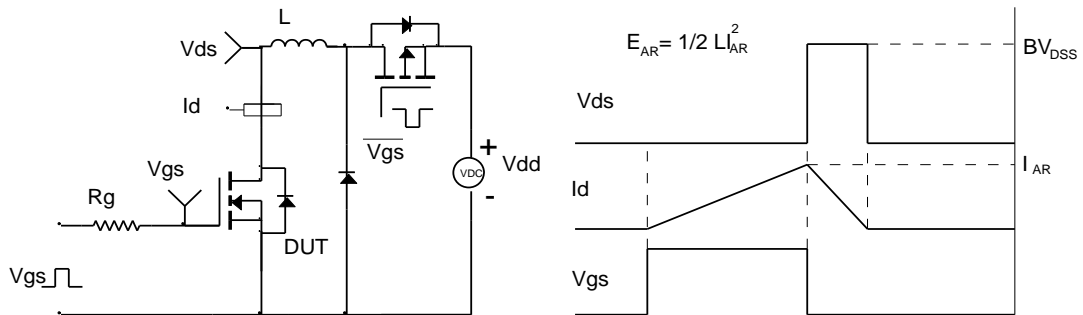 L
Vds
Id
Vgs
Rg
DUT
Vgs
Vgs
VDC
+
-
Vdd
E_AR = 1/2 LI_AR^2
Vds
BV_DSS
Id
I_AR
Vgs